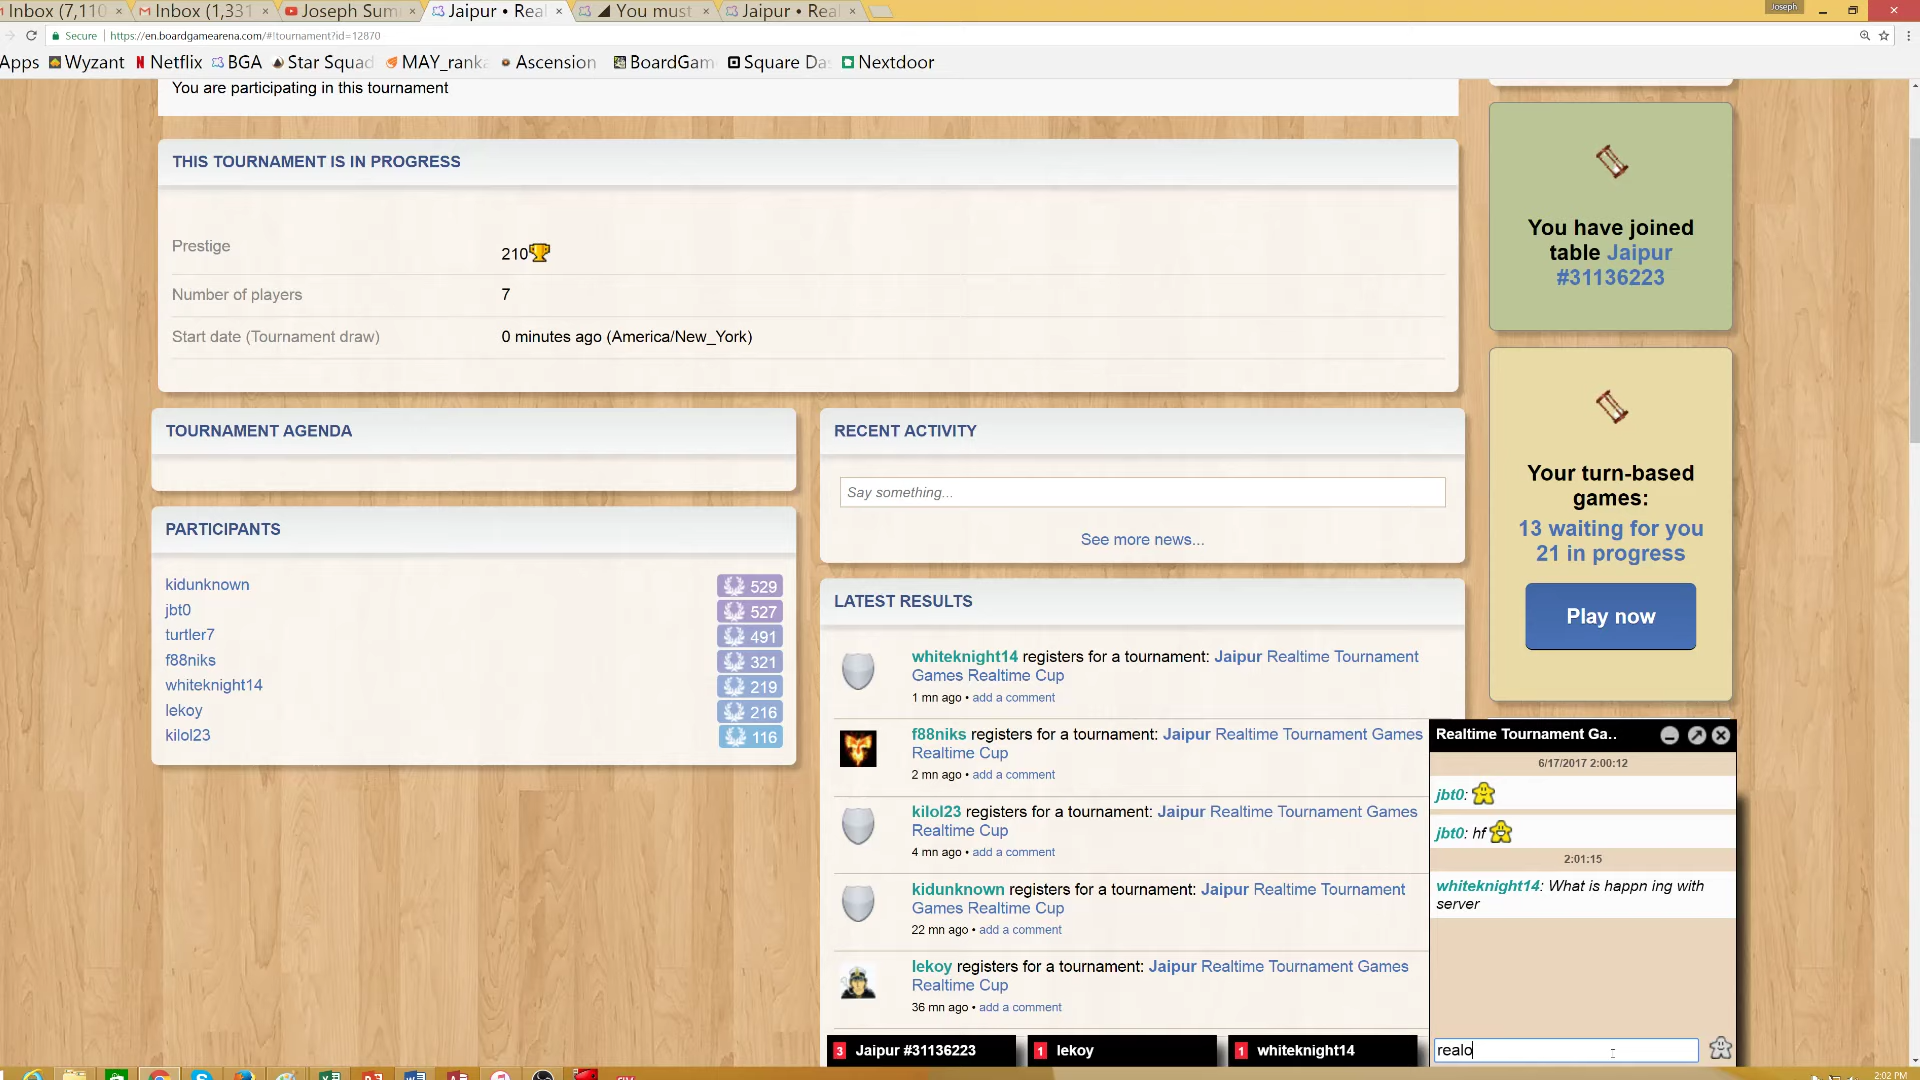 Inbox (7,110
Inbox (1,331
Joseph Sum
Jaipur • Rea
You must
Jaipur • Rea
Joseph
Secure
https://en.boardgamearena.com/#!tournament?id=12870
Apps
Wyzant
Netflix
BGA
Star Squad
MAY_ranka
Ascension
BoardGam
Square Da
Nextdoor
You are participating in this tournament
THIS TOURNAMENT IS IN PROGRESS
Prestige
210
Number of players
7
Start date (Tournament draw)
0 minutes ago (America/New_York)
TOURNAMENT AGENDA
PARTICIPANTS
kidunknown 529
jbt0 527
turtler7 491
f88niks 321
whiteknight14 219
lekoy 216
kilol23 116
RECENT ACTIVITY
Say something...
See more news...
LATEST RESULTS
whiteknight14 registers for a tournament: Jaipur Realtime Tournament
Games Realtime Cup
1 mn ago • add a comment
f88niks registers for a tournament: Jaipur Realtime Tournament Games
Realtime Cup
2 mn ago • add a comment
kilol23 registers for a tournament: Jaipur Realtime Tournament Games
Realtime Cup
4 mn ago • add a comment
kidunknown registers for a tournament: Jaipur Realtime Tournament
Games Realtime Cup
22 mn ago • add a comment
lekoy registers for a tournament: Jaipur Realtime Tournament Games
Realtime Cup
36 mn ago • add a comment
You have joined
table Jaipur
#31136223
Your turn-based
games:
13 waiting for you
21 in progress
Play now
Realtime Tournament Ga..
6/17/2017 2:00:12
jbt0:
jbt0: hf
2:01:15
whiteknight14: What is happn ing with
server
realo
3 Jaipur #31136223
1 lekoy
1 whiteknight14
2:02 PM